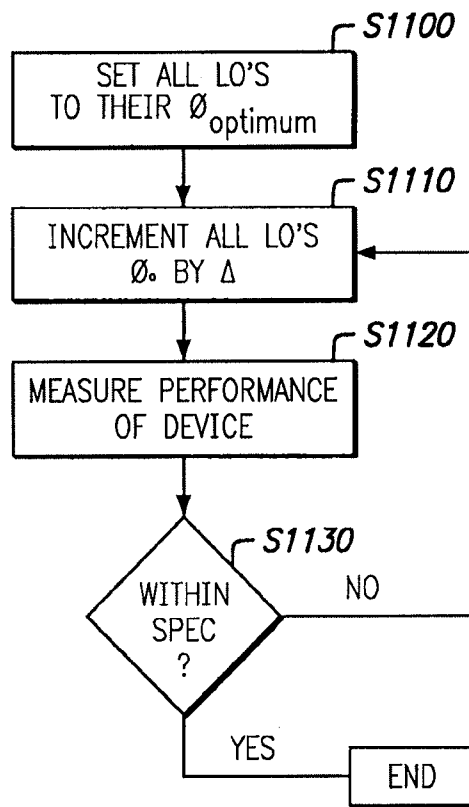 S1100
SET ALL LO'S
TO THEIR Ø optimum
S1110
INCREMENT ALL LO'S
Ø. BY Δ
S1120
MEASURE PERFORMANCE
OF DEVICE
S1130
WITHIN
SPEC
?
NO
YES
END